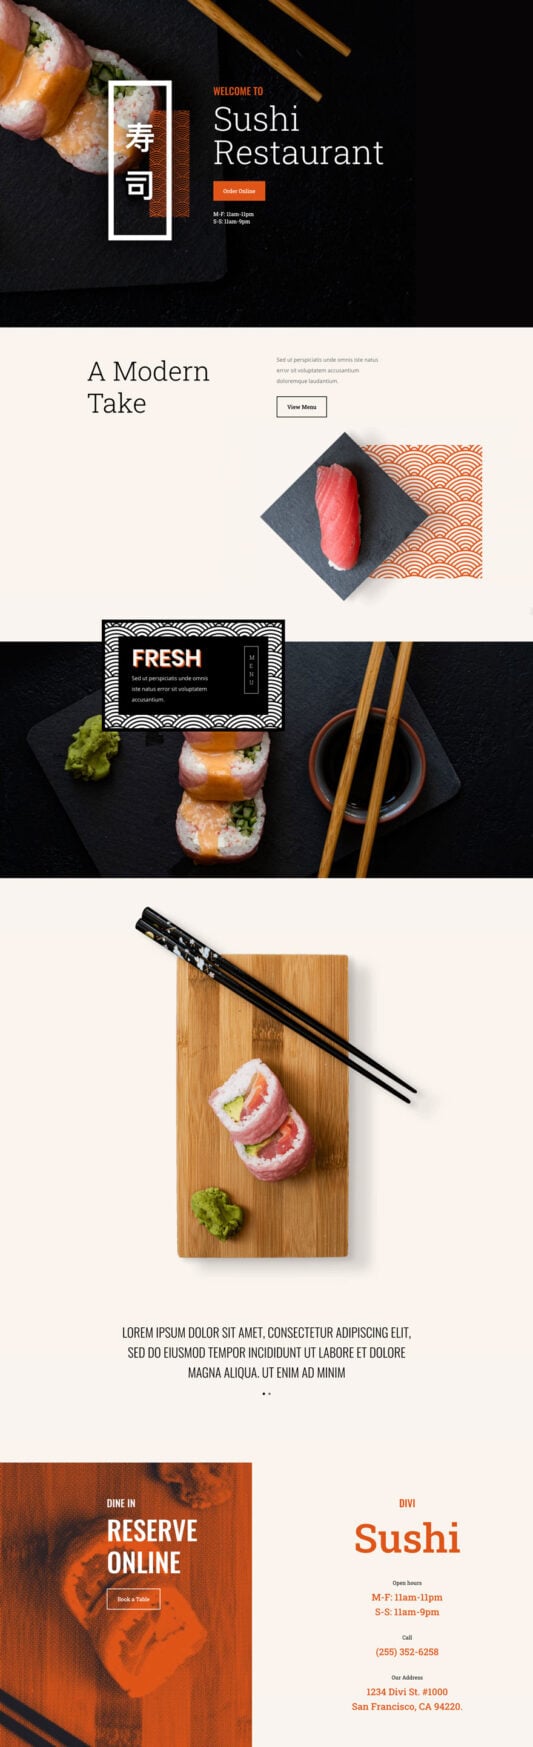 WELCOME TO
Sushi
Restaurant
寿
司
Order Online
M-F: 11am-11pm
S-S: 11am-9pm
A Modern
Take
Sed ut perspiciatis unde omnis iste natus
error sit voluptatem accusantium
doloremque laudantium.
View Menu
FRESH
Sed ut perspiciatis unde omnis
iste natus error sit voluptatem
accusantium.
M
E
N
U
LOREM IPSUM DOLOR SIT AMET, CONSECTETUR ADIPISCING ELIT,
SED DO EIUSMOD TEMPOR INCIDIDUNT UT LABORE ET DOLORE
MAGNA ALIQUA. UT ENIM AD MINIM
DINE IN
RESERVE
ONLINE
Book a Table
DIVI
Sushi
Open hours
M-F: 11am-11pm
S-S: 11am-9pm
Call
(255) 352-6258
Our Address
1234 Divi St. #1000
San Francisco, CA 94220.